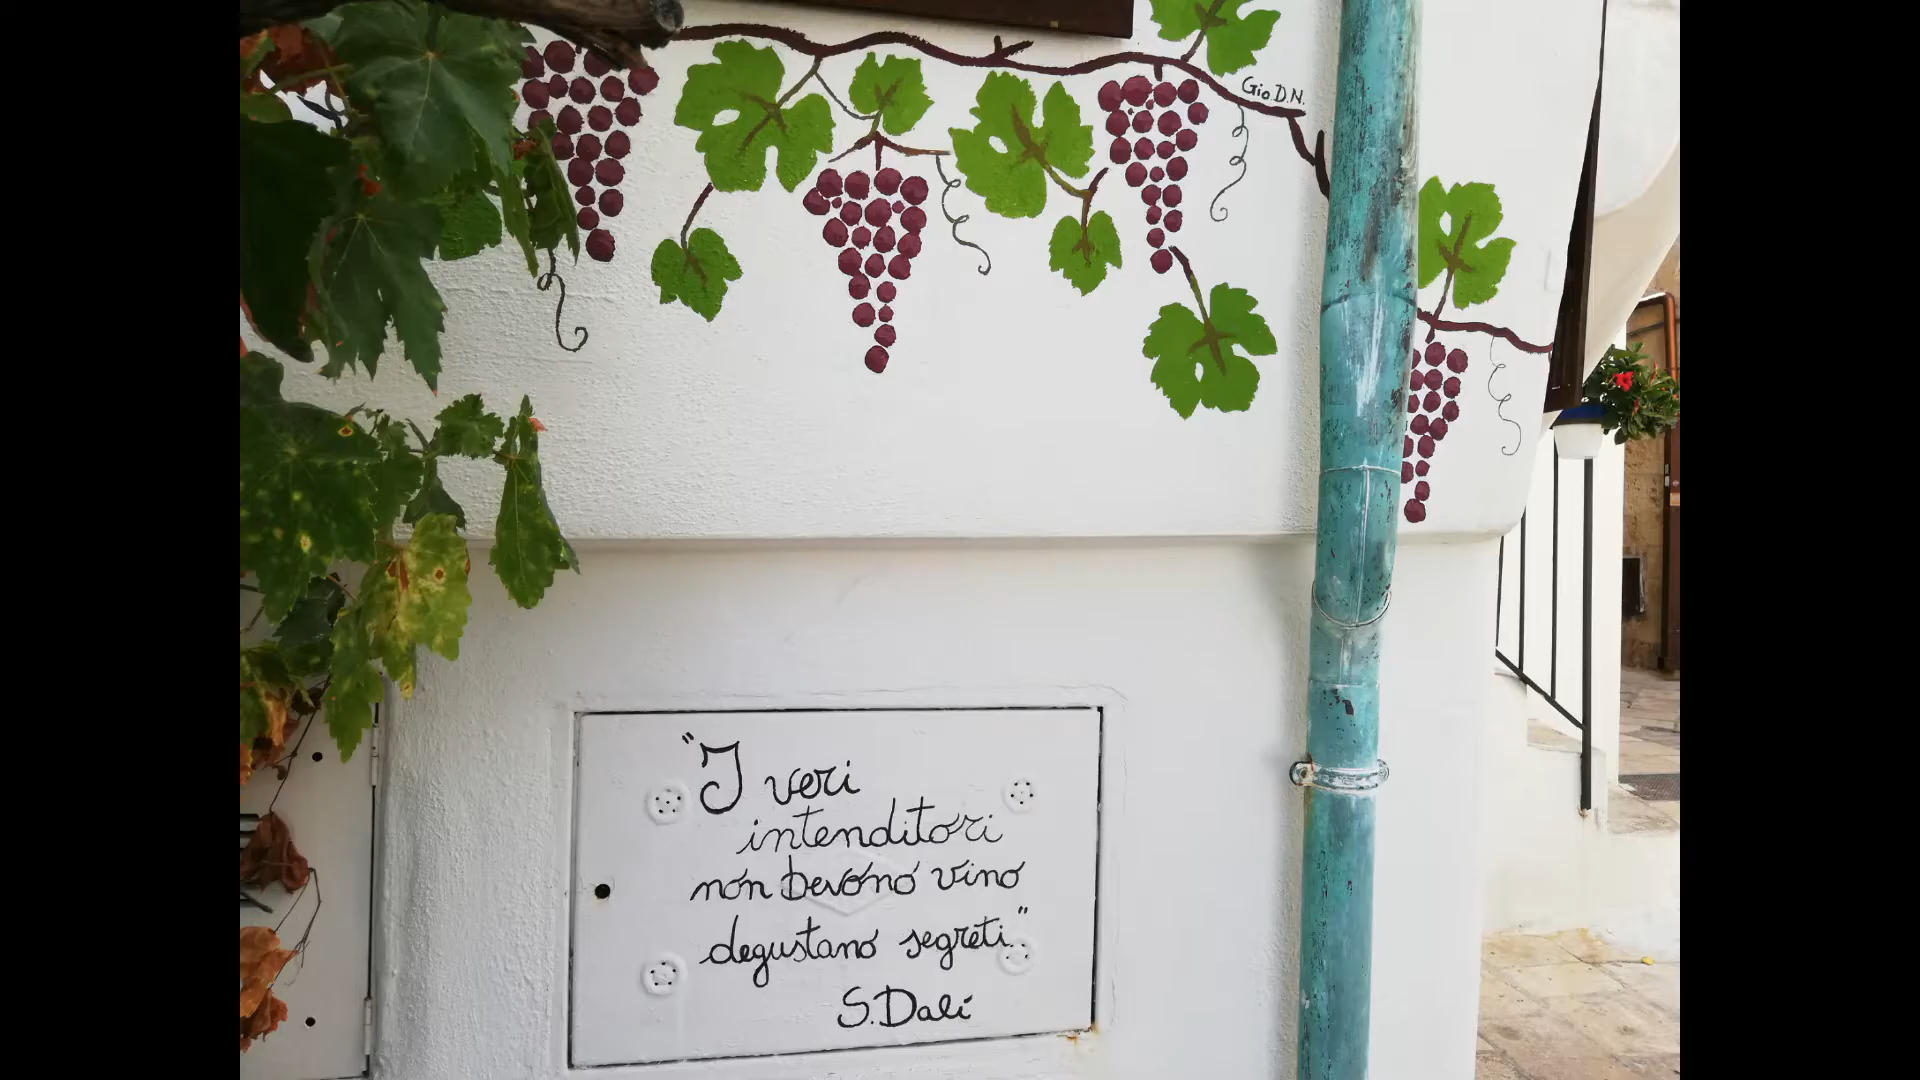 Gio.D.N.
"I veri
intenditori
non bevono vino
degustano segreti.."
S. Dalí